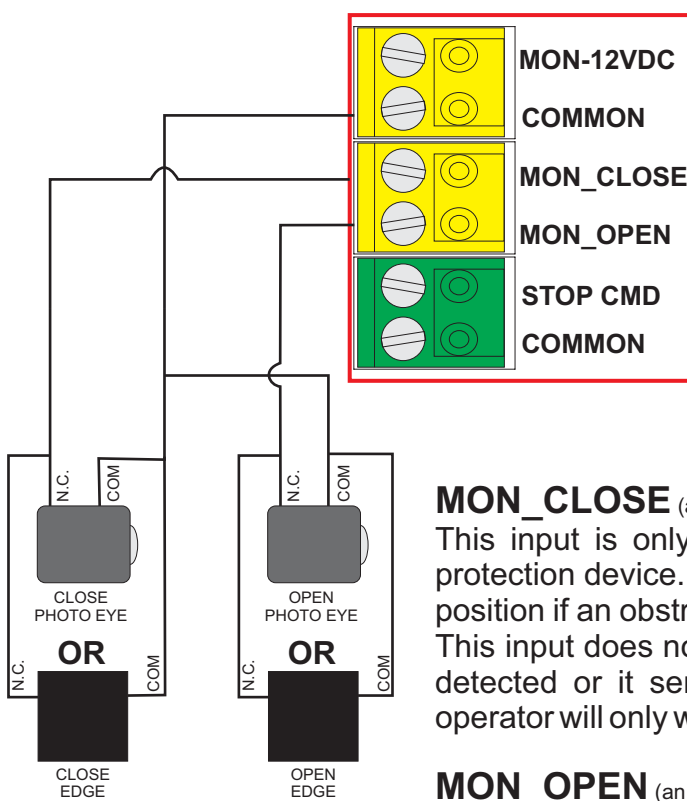 MON-12VDC
COMMON
MON_CLOSE
MON_OPEN
STOP CMD
COMMON
N.C.
COM
N.C.
COM
CLOSE
PHOTO EYE
OPEN
PHOTO EYE
OR
OR
N.C.
COM
N.C.
COM
CLOSE
EDGE
OPEN
EDGE
MON_CLOSE (a
This input is only
protection device.
position if an obstr
This input does no
detected or it ser
operator will only w
MON_OPEN (an